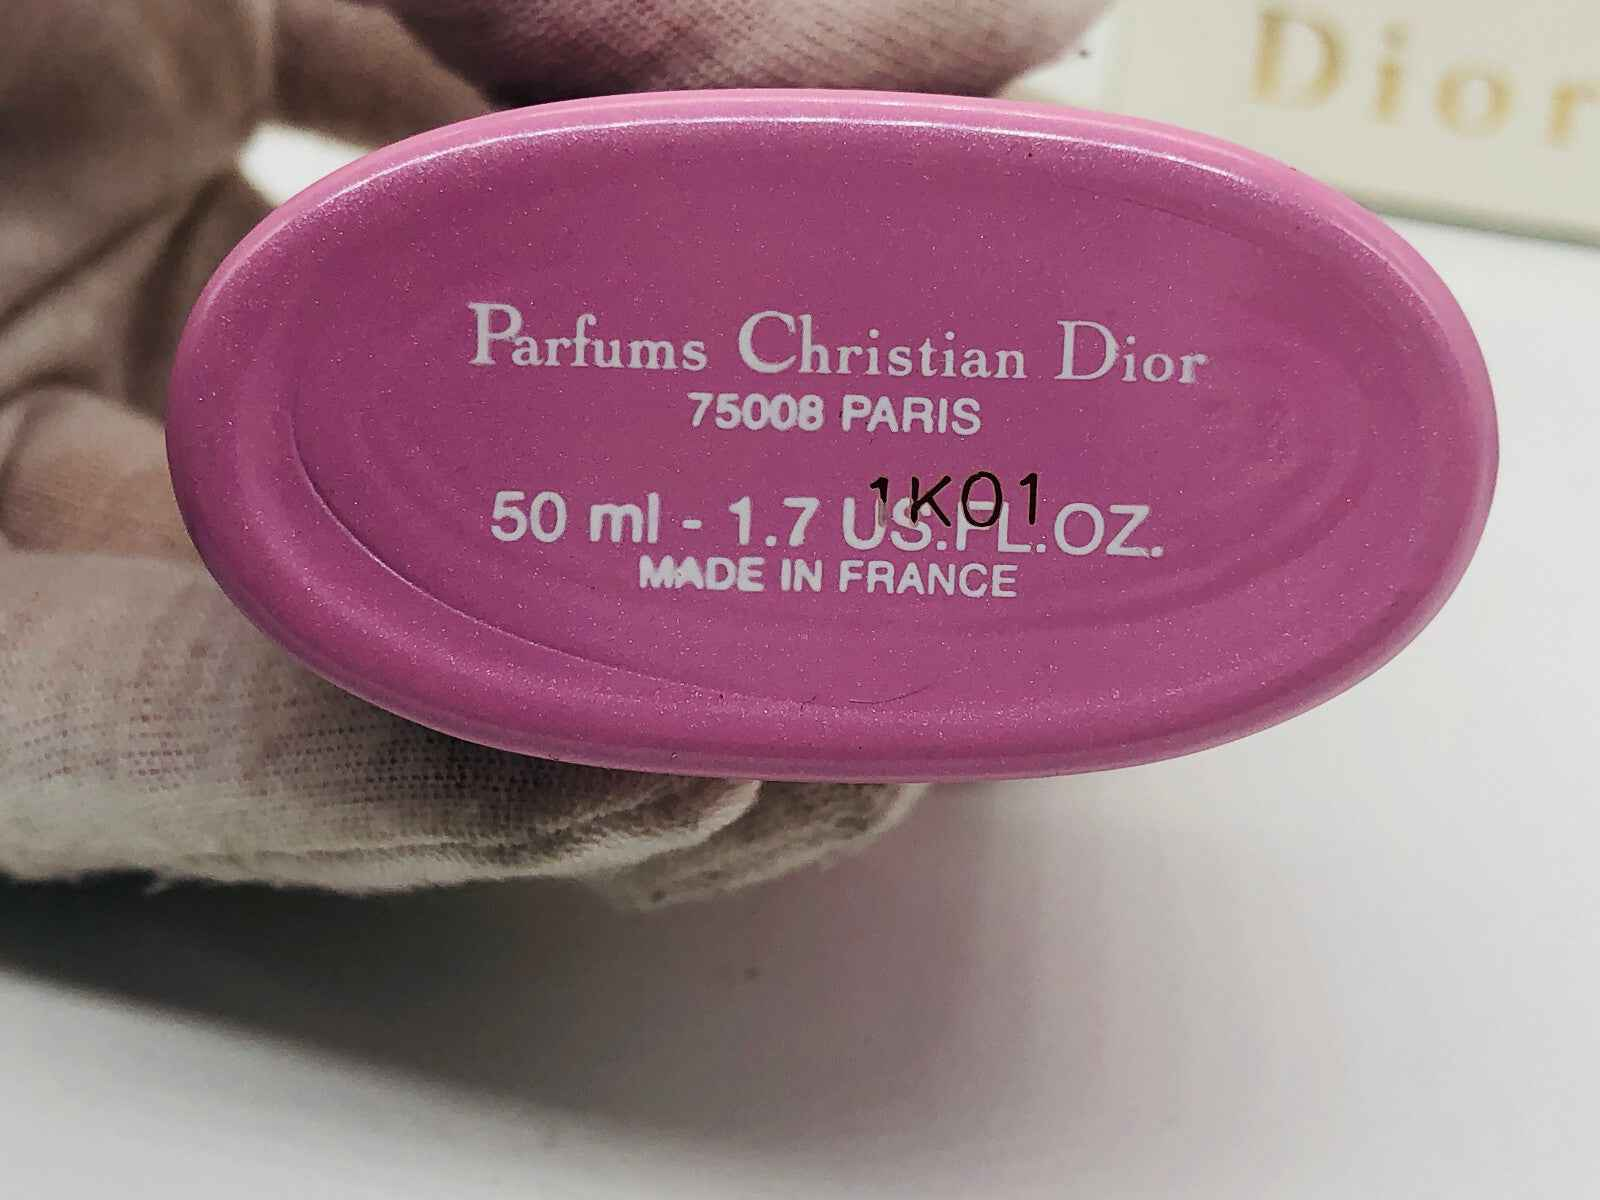 Dior
Parfums Christian Dior
75008 PARIS
1K01
50 ml - 1.7 US.FL.OZ.
MADE IN FRANCE